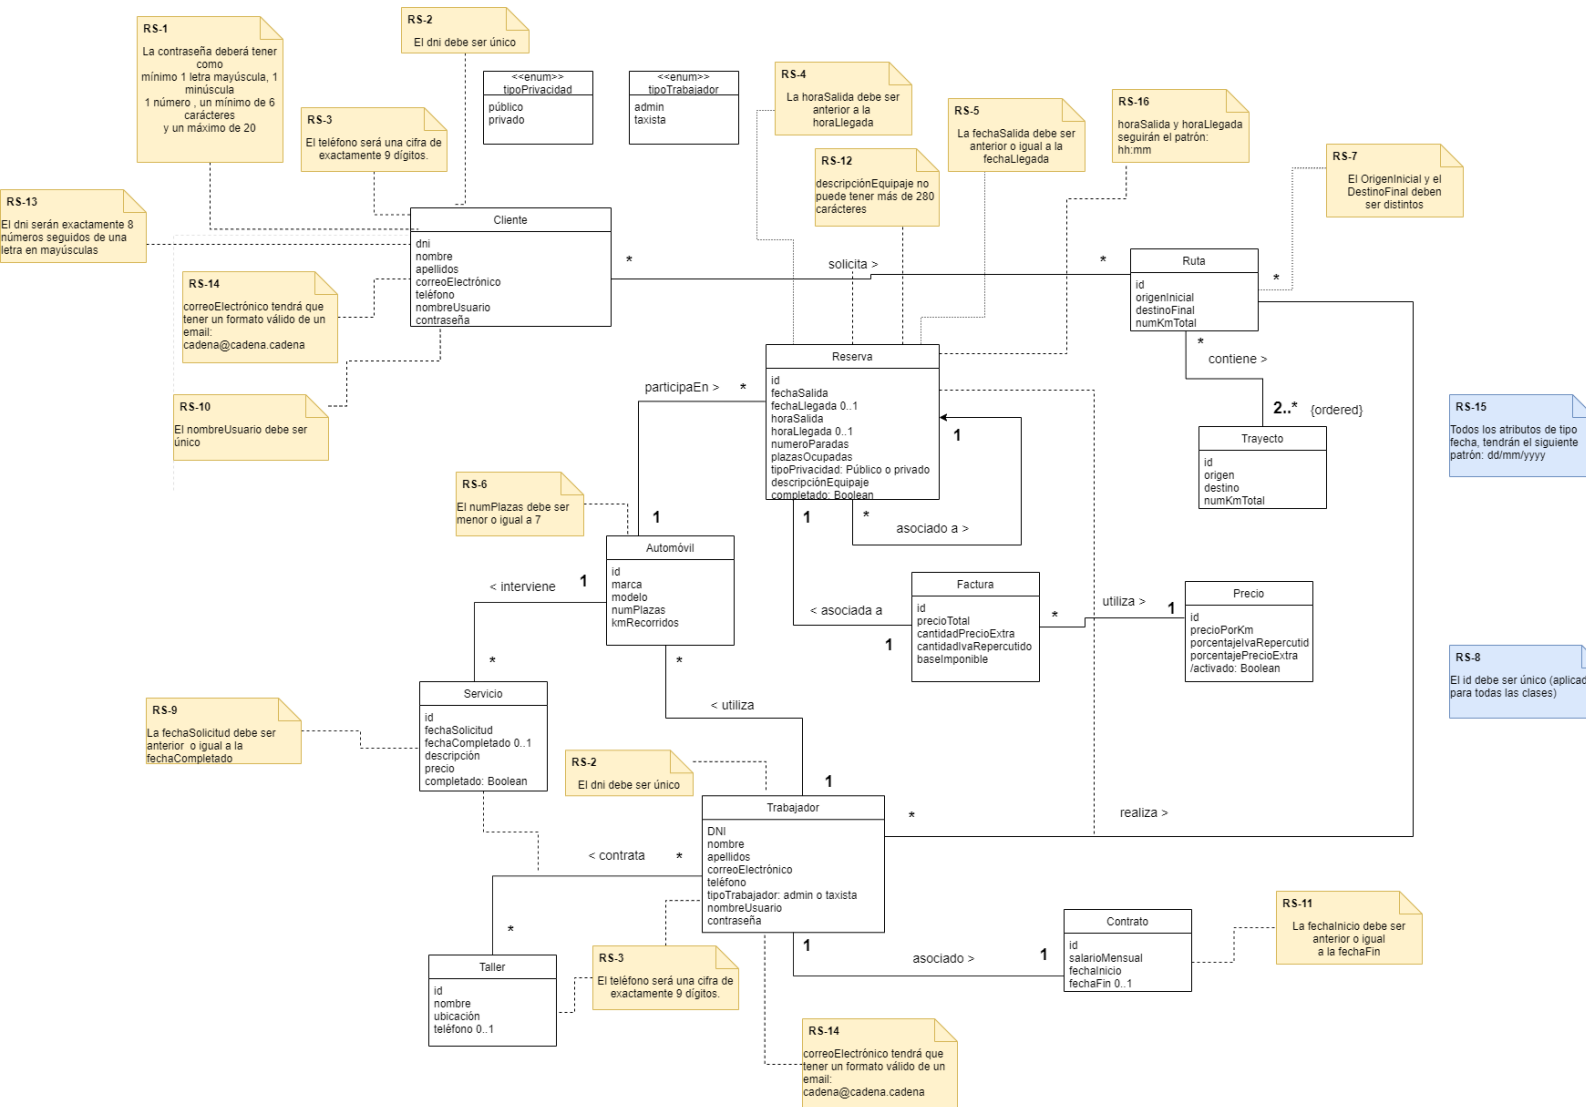 RS-1
La contraseña deberá tener
como
mínimo 1 letra mayúscula, 1
minúscula
1 número , un mínimo de 6
carácteres
y un máximo de 20
RS-2
El dni debe ser único
RS-3
El teléfono será una cifra de
exactamente 9 dígitos.
<<enum>>
tipoPrivacidad
público
privado
<<enum>>
tipoTrabajador
admin
taxista
RS-4
La horaSalida debe ser
anterior a la
horaLlegada
RS-5
La fechaSalida debe ser
anterior o igual a la
fechaLlegada
RS-16
horaSalida y horaLlegada
seguirán el patrón:
hh:mm
RS-12
descripciónEquipaje no
puede tener más de 280
carácteres
RS-7
El OrigenInicial y el
DestinoFinal deben
ser distintos
RS-13
El dni serán exactamente 8
números seguidos de una
letra en mayúsculas
Cliente
dni
nombre
apellidos
correoElectrónico
teléfono
nombreUsuario
contraseña
*
solicita >
*
Ruta
id
origenInicial
destinoFinal
numKmTotal
*
RS-14
correoElectrónico tendrá que
tener un formato válido de un
email:
cadena@cadena.cadena
*
contiene >
2..* {ordered}
Reserva
id
fechaSalida
fechaLlegada 0..1
horaSalida
horaLlegada 0..1
numeroParadas
plazasOcupadas
tipoPrivacidad: Público o privado
descripciónEquipaje
completado: Boolean
participaEn >
*
1
RS-10
El nombreUsuario debe ser
único
RS-15
Todos los atributos de tipo
fecha, tendrán el siguiente
patrón: dd/mm/yyyy
Trayecto
id
origen
destino
numKmTotal
RS-6
El numPlazas debe ser
menor o igual a 7
1
1
*
asociado a >
Automóvil
id
marca
modelo
numPlazas
kmRecorridos
< interviene
1
Factura
id
precioTotal
cantidadPrecioExtra
cantidadIvaRepercutido
baseImponible
< asociada a
1
*
utiliza >
1
Precio
id
precioPorKm
porcentajeIvaRepercutid
porcentajePrecioExtra
/activado: Boolean
RS-8
El id debe ser único (aplicad
para todas las clases)
*
*
Servicio
id
fechaSolicitud
fechaCompletado 0..1
descripción
precio
completado: Boolean
RS-9
La fechaSolicitud debe ser
anterior o igual a la
fechaCompletado
< utiliza
1
RS-2
El dni debe ser único
Trabajador
DNI
nombre
apellidos
correoElectrónico
teléfono
tipoTrabajador: admin o taxista
nombreUsuario
contraseña
*
realiza >
< contrata
*
*
Taller
id
nombre
ubicación
teléfono 0..1
RS-3
El teléfono será una cifra de
exactamente 9 dígitos.
1
asociado >
1
Contrato
id
salarioMensual
fechaInicio
fechaFin 0..1
RS-11
La fechaInicio debe ser
anterior o igual
a la fechaFin
RS-14
correoElectrónico tendrá que
tener un formato válido de un
email:
cadena@cadena.cadena